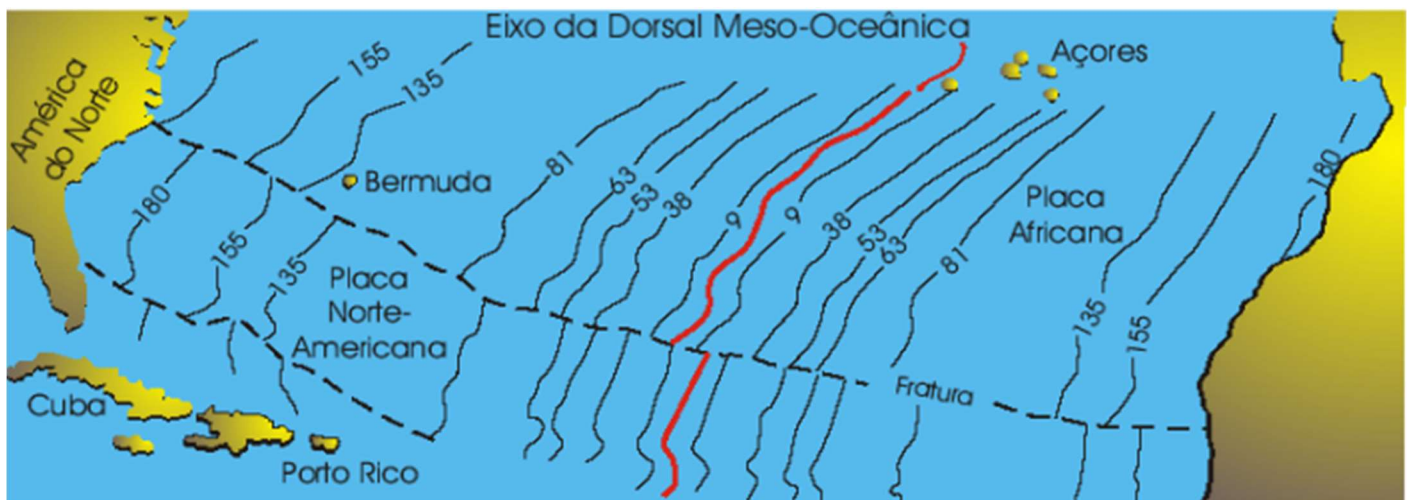 Eixo da Dorsal Meso-Oceânica
Açores
América
do Norte
155
135
180
155
135
Bermuda
81
63
53
38
9
9
38
53
63
81
Placa
Africana
180
135
155
Placa
Norte-
Americana
Fratura
Cuba
Porto Rico